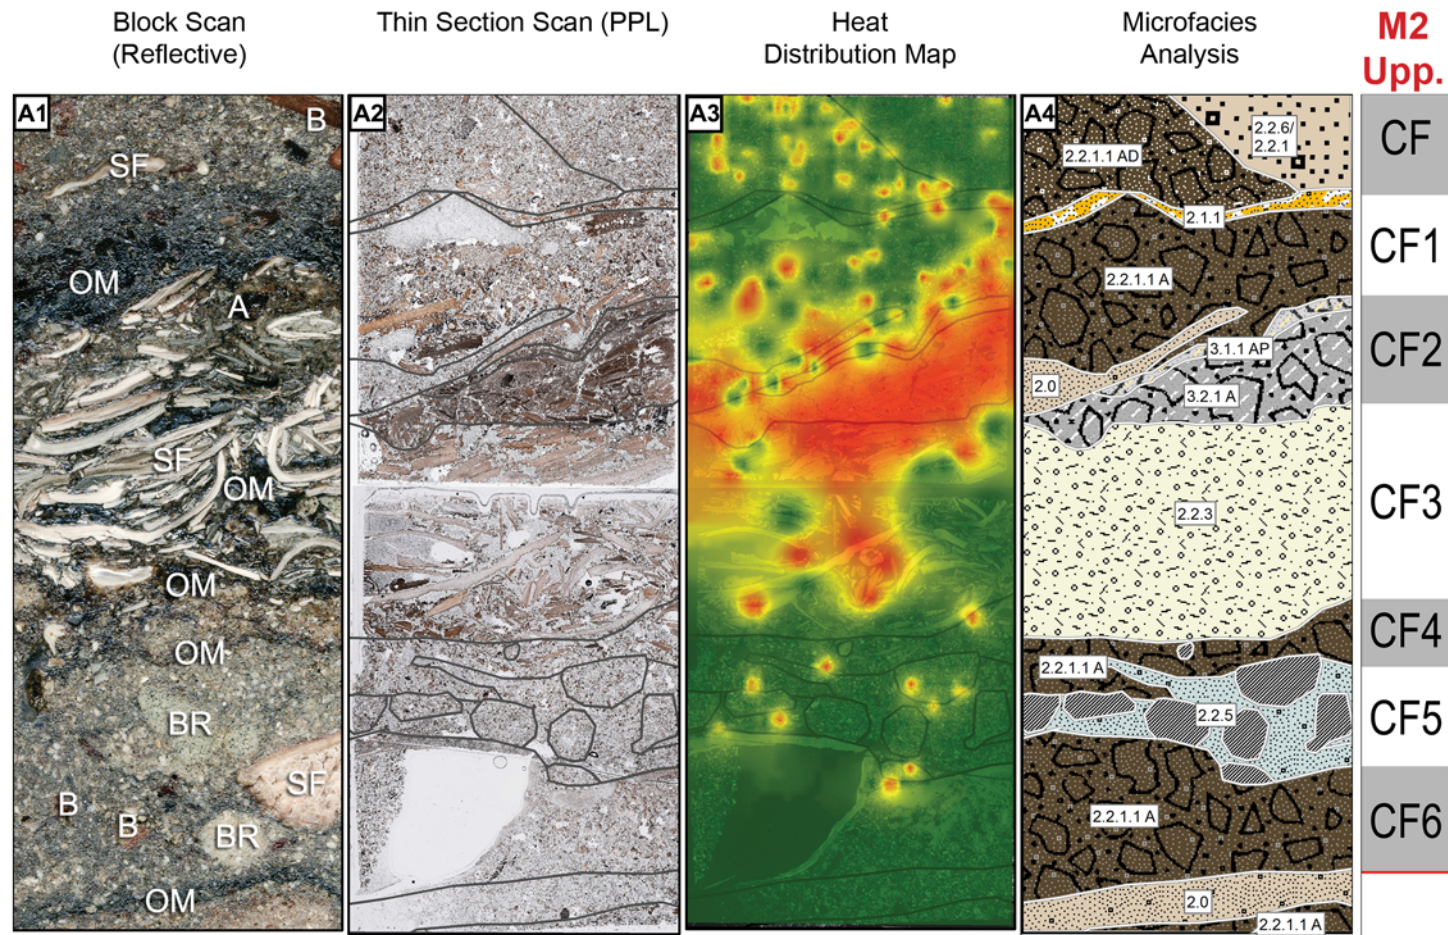 Block Scan
(Reflective)
Thin Section Scan (PPL)
Heat
Distribution Map
Microfacies
Analysis
M2
Upp.
A1
B
SF
OM
A
SF
OM
OM
OM
BR
SF
B
B
BR
OM
A2
A3
A4
2.2.6/
2.2.1
2.2.1.1 AD
2.1.1
2.2.1.1 A
3.1.1 AP
2.0
3.2.1 A
2.2.3
2.2.1.1 A
2.2.5
2.2.1.1 A
2.0
2.2.1.1 A
CF
CF1
CF2
CF3
CF4
CF5
CF6